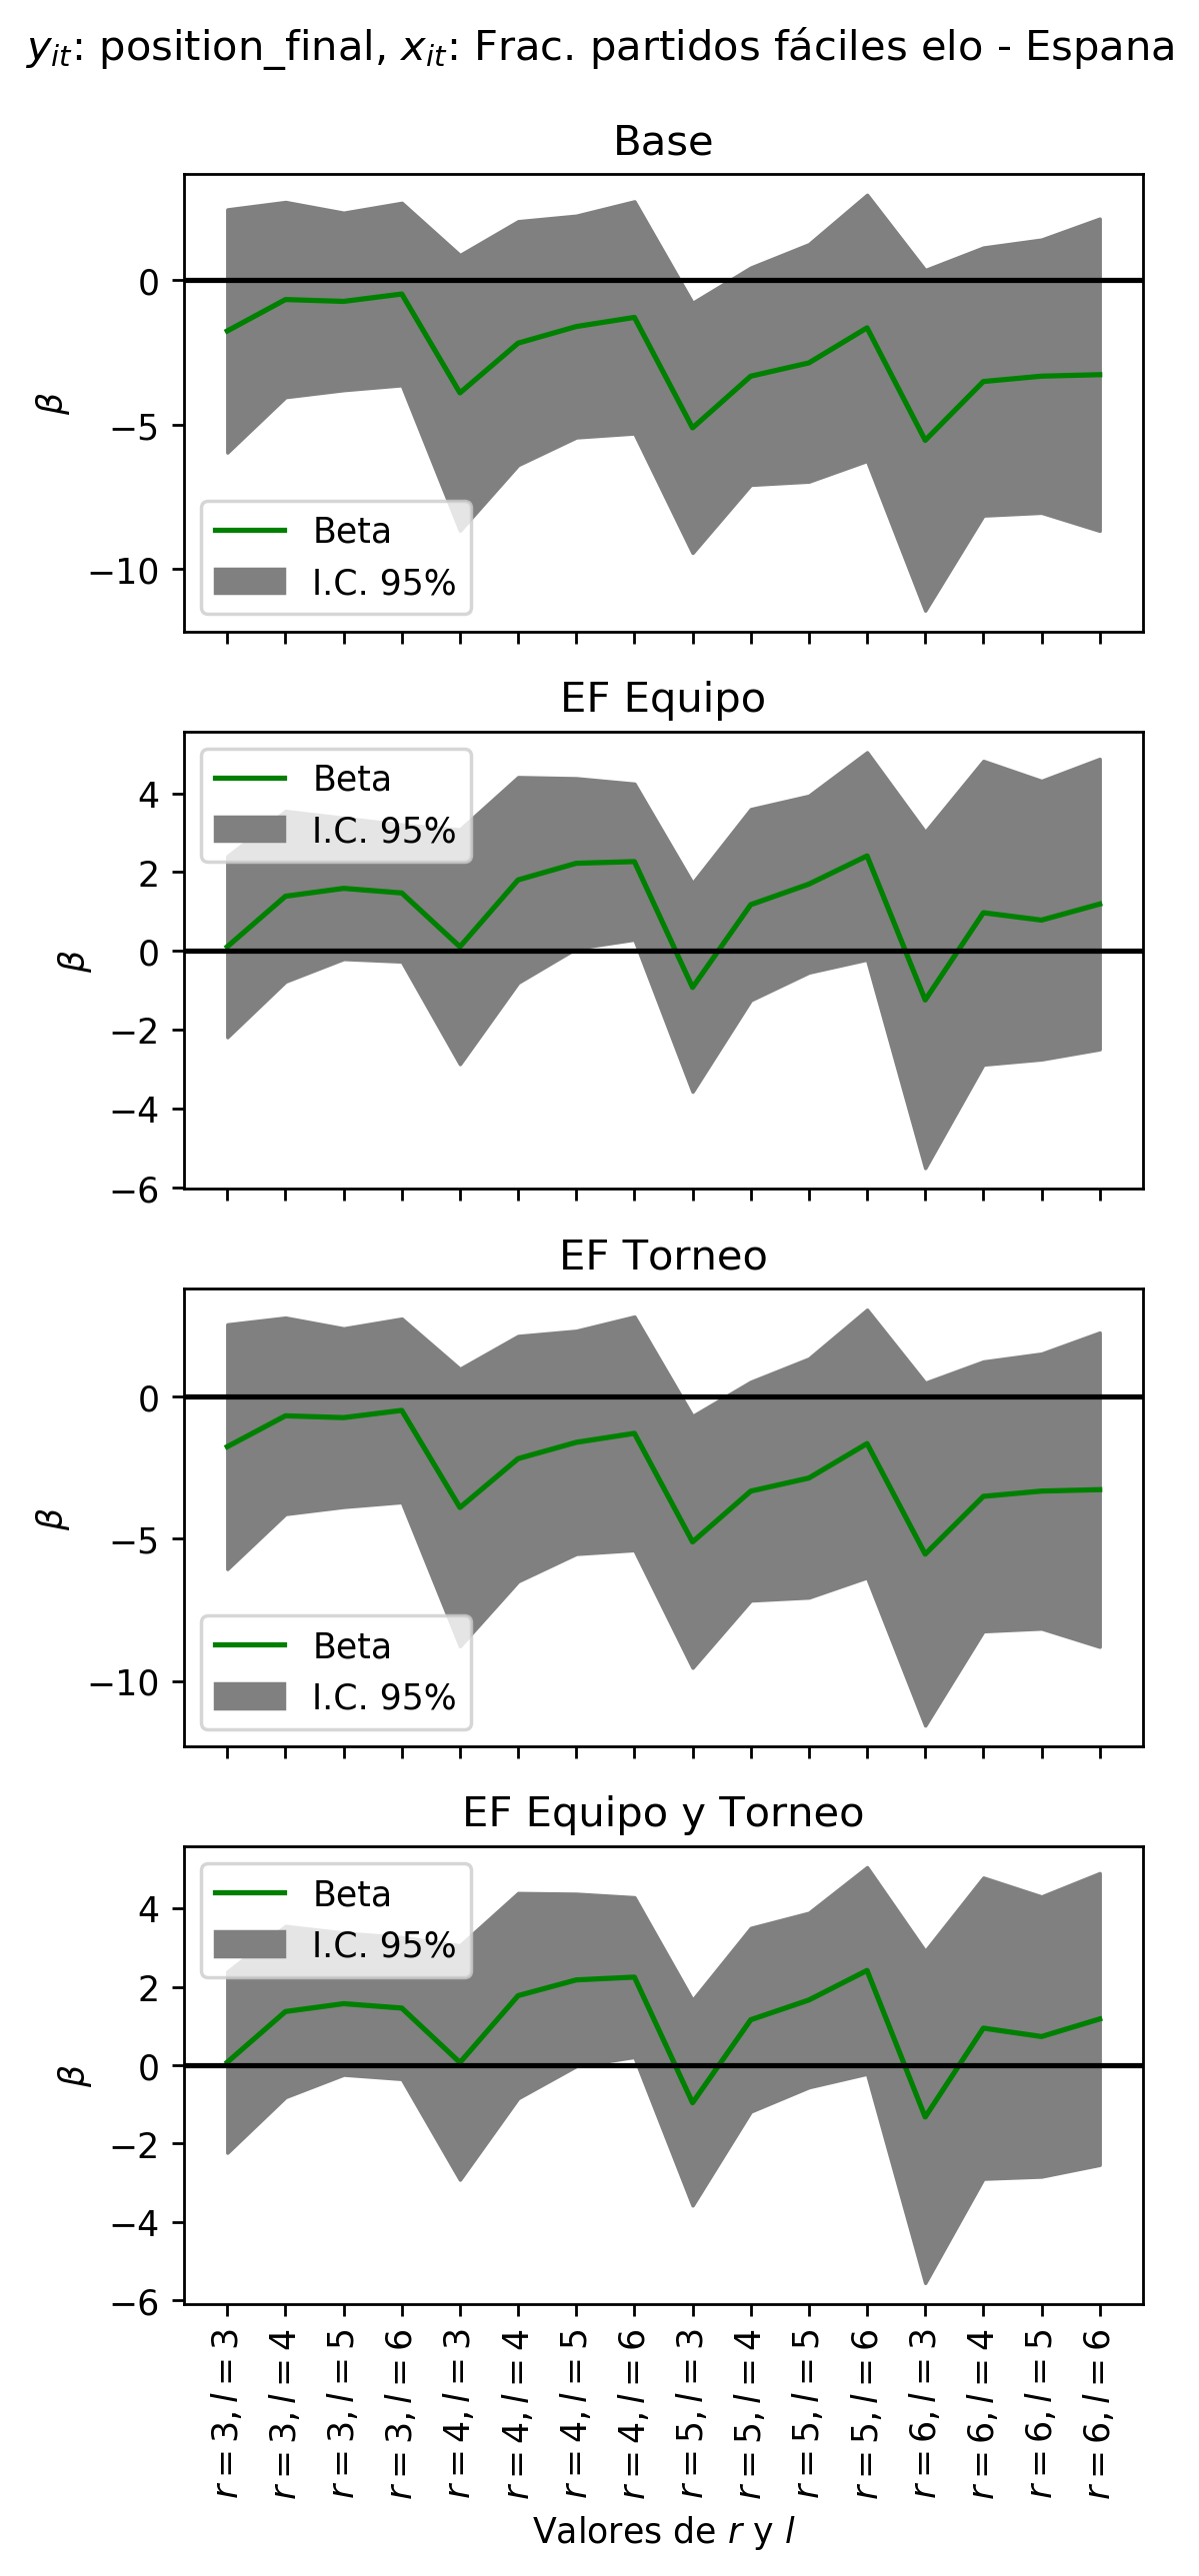 y_it: position_final, x_it: Frac. partidos fáciles elo - Espana
Base
0
−5
−10
β
Beta
I.C. 95%
EF Equipo
4
2
0
−2
−4
−6
β
Beta
I.C. 95%
EF Torneo
0
−5
−10
β
Beta
I.C. 95%
EF Equipo y Torneo
4
2
0
−2
−4
−6
β
Beta
I.C. 95%
r = 3, l = 3
r = 3, l = 4
r = 3, l = 5
r = 3, l = 6
r = 4, l = 3
r = 4, l = 4
r = 4, l = 5
r = 4, l = 6
r = 5, l = 3
r = 5, l = 4
r = 5, l = 5
r = 5, l = 6
r = 6, l = 3
r = 6, l = 4
r = 6, l = 5
r = 6, l = 6
Valores de r y l